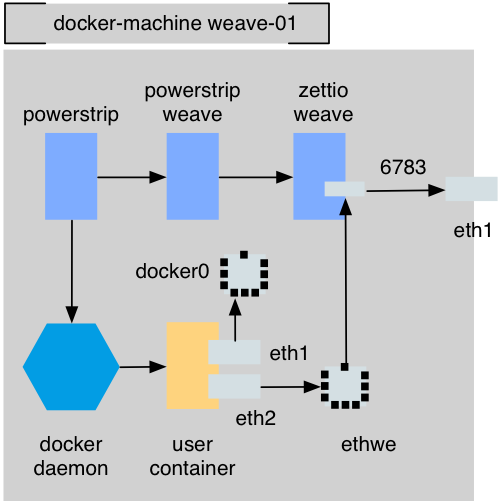 docker-machine weave-01
powerstrip
powerstrip
weave
zettio
weave
6783
eth1
docker0
eth1
eth2
docker
daemon
user
container
ethwe